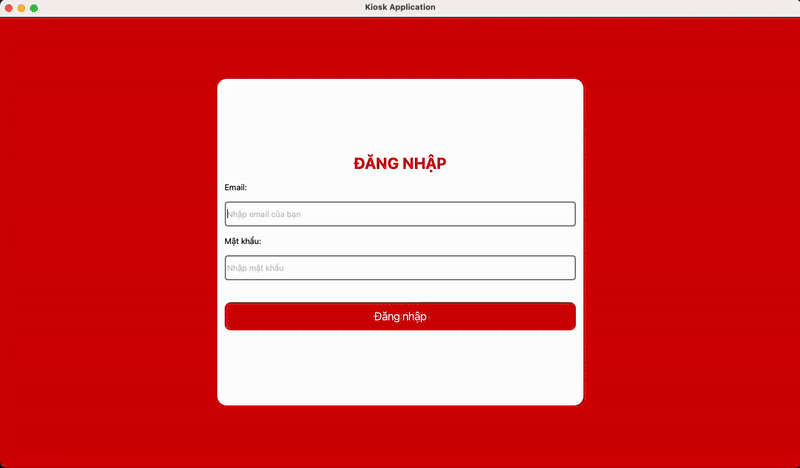 Kiosk Application
ĐĂNG NHẬP
Email:
Nhập email của bạn
Mật khẩu:
Nhập mật khẩu
Đăng nhập